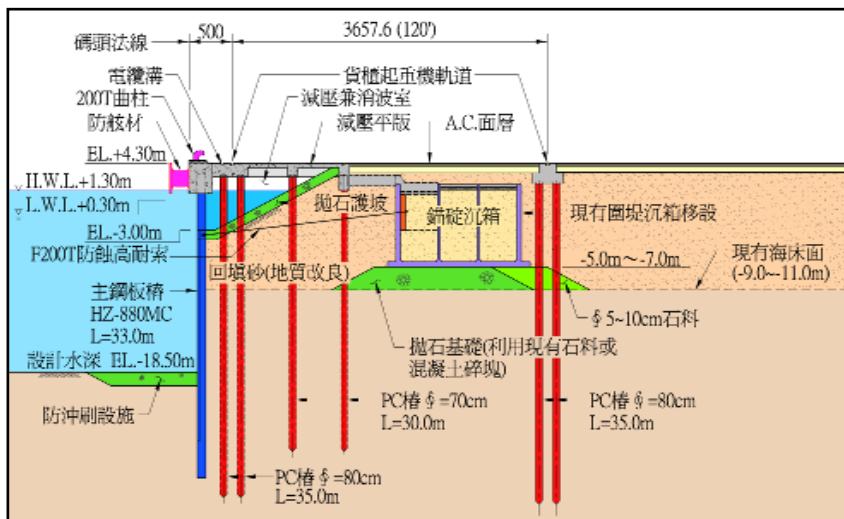 500
3657.6 (120')
碼頭法線
電纜溝
貨櫃起重機軌道
200T曲柱
減壓兼消波室
防舷材
減壓平版
A.C.面層
EL.+4.30m
H.W.L.+1.30m
L.W.L.+0.30m
拋石護坡
錨碇沉箱
現有圍堤沉箱移設
EL.-3.00m
F200T防蝕高耐索
回填砂(地質改良)
-5.0m～-7.0m
現有海床面
(-9.0~-11.0m)
主鋼板樁
HZ-880MC
L=33.0m
∮5~10cm石料
拋石基礎(利用現有石料或
混凝土碎塊)
設計水深 EL.-18.50m
防沖刷設施
PC樁∮=70cm
L=30.0m
PC樁∮=80cm
L=35.0m
PC樁∮=80cm
L=35.0m